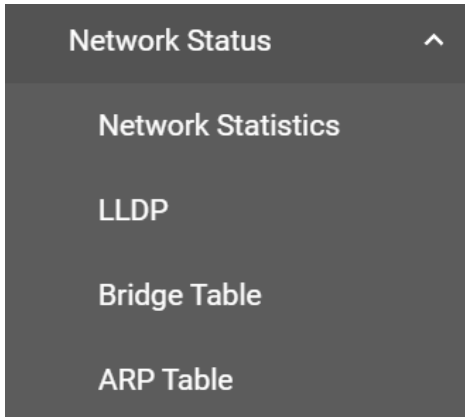 Network Status
Network Statistics
LLDP
Bridge Table
ARP Table